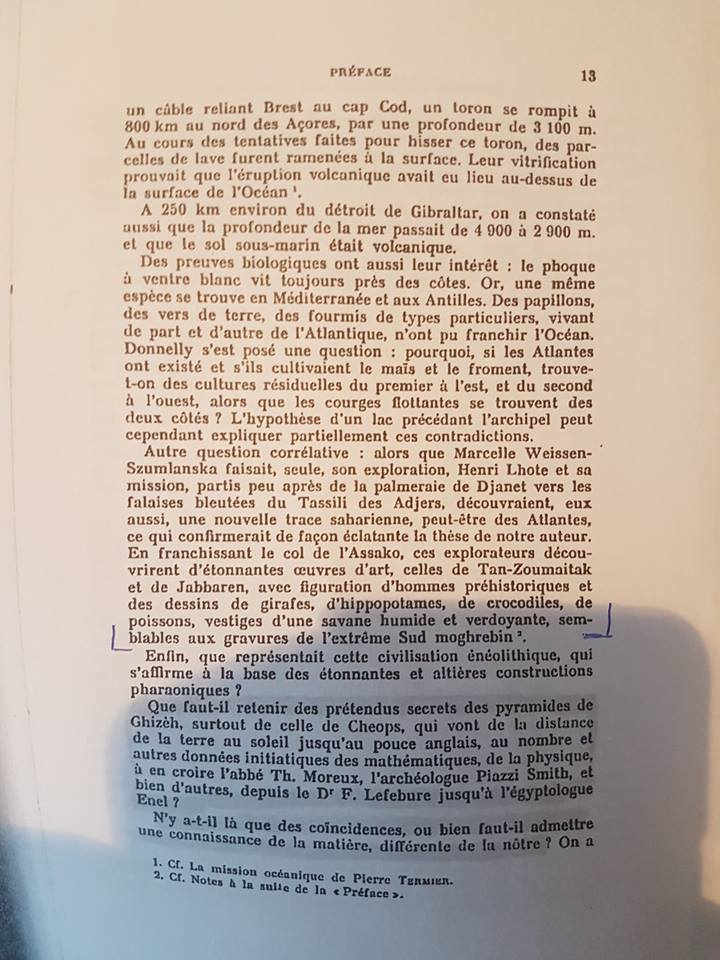 PRÉFACE 13
un câble reliant Brest au cap Cod, un toron se rompit à
800 km au nord des Açores, par une profondeur de 3 100 m.
Au cours des tentatives faites pour hisser ce toron, des par-
celles de lave furent ramenées à la surface. Leur vitrification
prouvait que l'éruption volcanique avait eu lieu au-dessus de
la surface de l'Océan ¹.
A 250 km environ du détroit de Gibraltar, on a constaté
aussi que la profondeur de la mer passait de 4 900 à 2 900 m.
et que le sol sous-marin était volcanique.
Des preuves biologiques ont aussi leur intérêt : le phoque
à ventre blanc vit toujours près des côtes. Or, une même
espèce se trouve en Méditerranée et aux Antilles. Des papillons,
des vers de terre, des fourmis de types particuliers, vivant
de part et d'autre de l'Atlantique, n'ont pu franchir l'Océan.
Donnelly s'est posé une question : pourquoi, si les Atlantes
ont existé et s'ils cultivaient le maïs et le froment, trouve-
t-on des cultures résiduelles du premier à l'est, et du second
à l'ouest, alors que les courges flottantes se trouvent des
deux côtés ? L'hypothèse d'un lac précédant l'archipel peut
cependant expliquer partiellement ces contradictions.
Autre question corrélative : alors que Marcelle Weissen-
Szumlanska faisait, seule, son exploration, Henri Lhote et sa
mission, partis peu après de la palmeraie de Djanet vers les
falaises bleutées du Tassili des Adjers, découvraient, eux
aussi, une nouvelle trace saharienne, peut-être des Atlantes,
ce qui confirmerait de façon éclatante la thèse de notre auteur.
En franchissant le col de l'Assako, ces explorateurs décou-
vrirent d'étonnantes œuvres d'art, celles de Tan-Zoumaitak
et de Jabbaren, avec figuration d'hommes préhistoriques et
des dessins de girafes, d'hippopotames, de crocodiles, de
poissons, vestiges d'une savane humide et verdoyante, sem-
blables aux gravures de l'extrême Sud moghrebin ².
Enfin, que représentait cette civilisation énéolithique, qui
s'affirme à la base des étonnantes et altières constructions
pharaoniques ?
Que faut-il retenir des prétendus secrets des pyramides de
Ghizèh, surtout de celle de Cheops, qui vont de la distance
de la terre au soleil jusqu'au pouce anglais, au nombre et
autres données initiatiques des mathématiques, de la physique,
à en croire l'abbé Th. Moreux, l'archéologue Piazzi Smith, et
bien d'autres, depuis le Dr F. Lefebure jusqu'à l'égyptologue
Enel ?
N'y a-t-il là que des coïncidences, ou bien faut-il admettre
une connaissance de la matière, différente de la nôtre ? On a
1. Cf. La mission océanique de Pierre TERMIER.
2. Cf. Notes à la suite de la « Préface ».